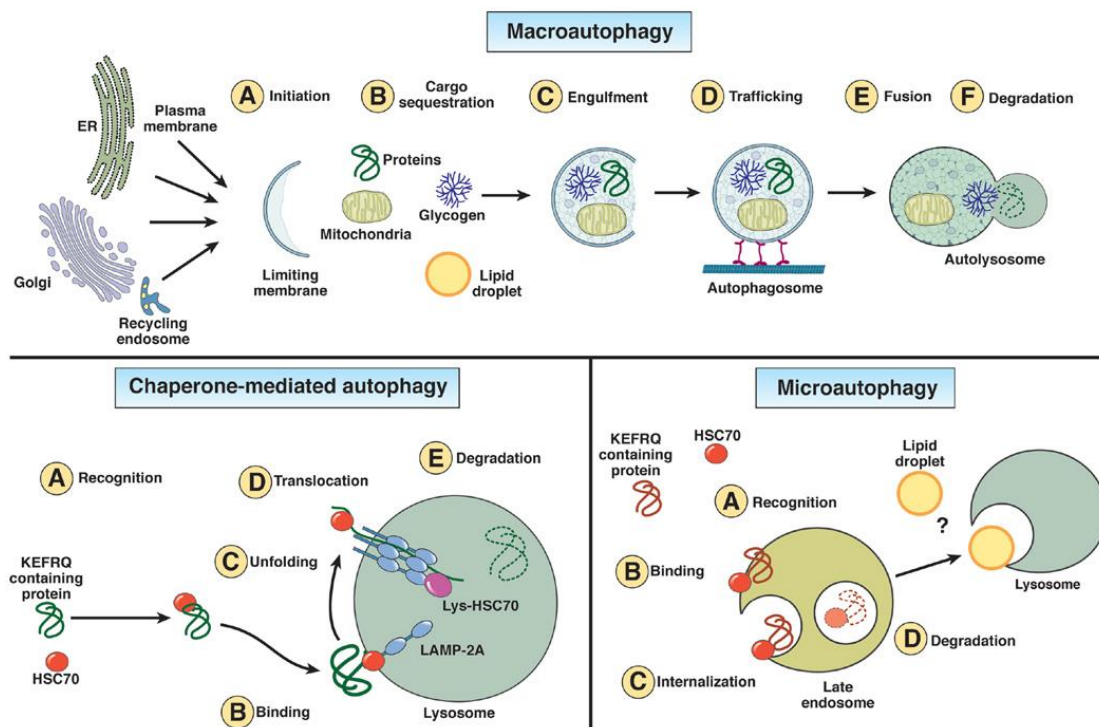 Macroautophagy
A Initiation
B Cargo
sequestration
C Engulfment
D Trafficking
E Fusion
F Degradation
ER
Plasma
membrane
Golgi
Recycling
endosome
Limiting
membrane
Proteins
Mitochondria
Glycogen
Lipid
droplet
Autophagosome
Autolysosome
Chaperone-mediated autophagy
A Recognition
KEFRQ
containing
protein
HSC70
B Binding
C Unfolding
D Translocation
E Degradation
Lys-HSC70
LAMP-2A
Lysosome
Microautophagy
KEFRQ
containing
protein
HSC70
A Recognition
B Binding
C Internalization
Late
endosome
D Degradation
Lipid
droplet
?
Lysosome